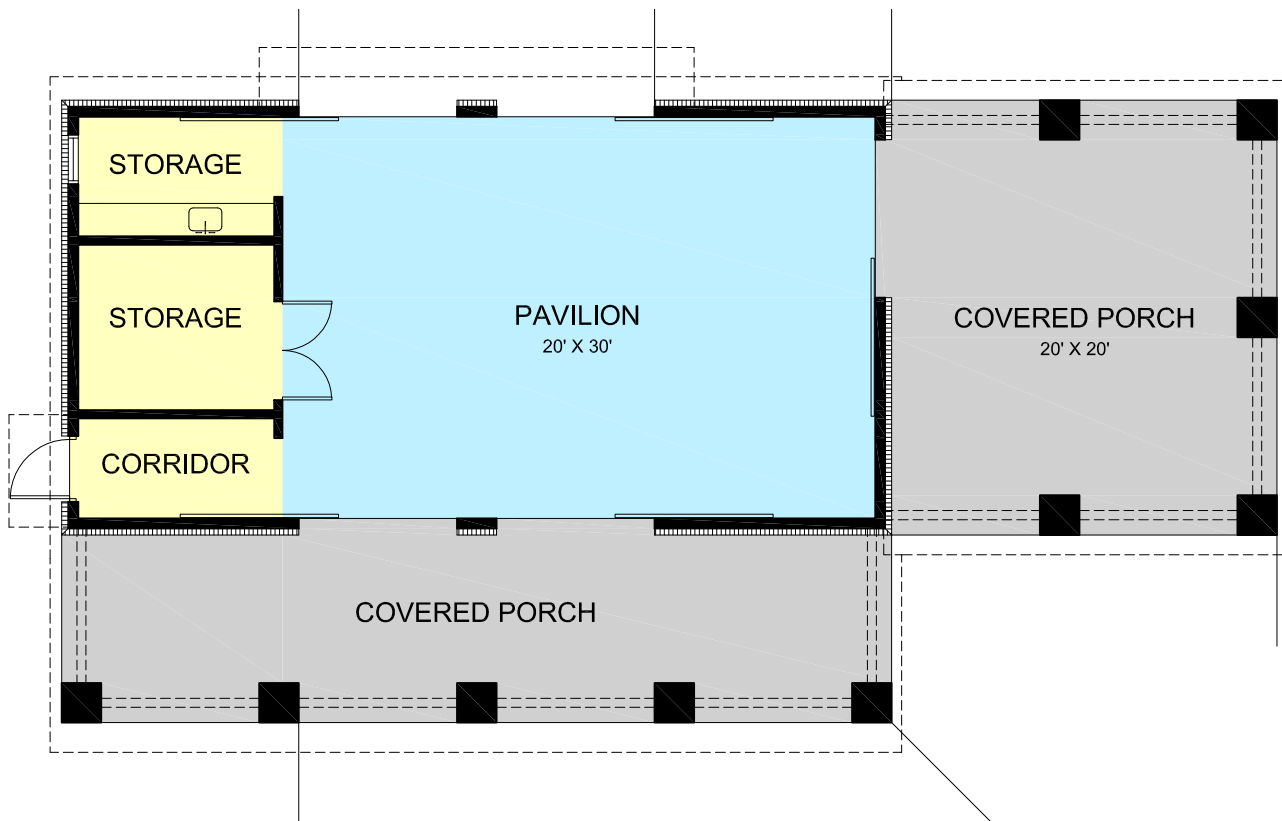 STORAGE
STORAGE
PAVILION
20' X 30'
COVERED PORCH
20' X 20'
CORRIDOR
COVERED PORCH